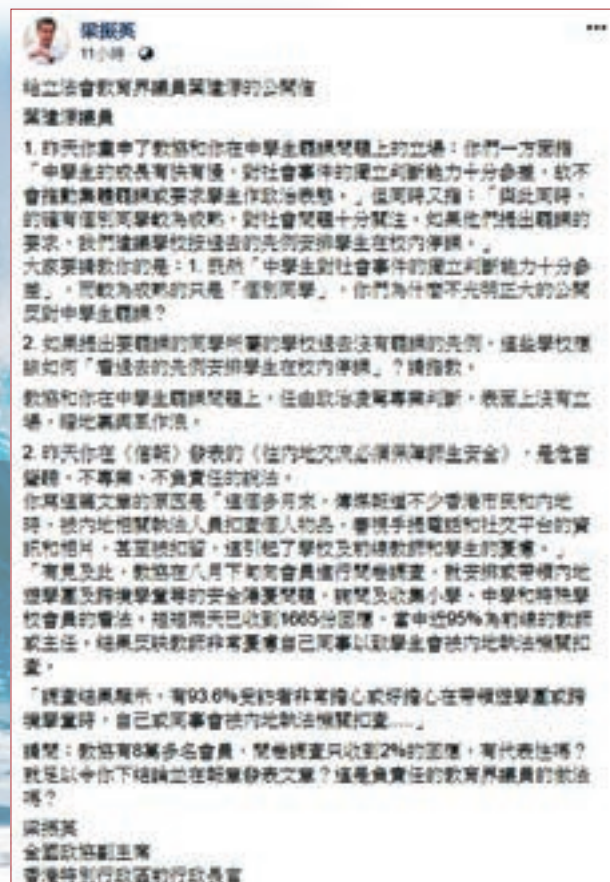 梁振英
11小時
給立法會教育界議員葉建源的公開信
葉建源議員
1. 昨天你重申了教協和你在中學生罷課問題上的立場：你們一方面指
「中學生的成長有快有慢，對社會事件的獨立判斷能力十分參差，故不
會推動集體罷課或要求學生作政治表態。」但同時又指：「與此同時，
的確有個別同學較為成熟，對社會問題十分關注。如果他們提出罷課的
要求，我們建議學校按過去的先例安排學生在校內停課。」
大家要請教你的是：1. 既然「中學生對社會事件的獨立判斷能力十分參
差」，而較為成熟的只是「個別同學」，你們為什麼不光明正大的公開
反對中學生罷課？
2. 如果提出要罷課的同學所屬的學校過去沒有罷課的先例，這些學校應
該如何「看過去的先例安排學生在校內停課」？請指教。
教協和你在中學生罷課問題上，任由政治凌駕專業判斷，表面上沒有立
場，暗地裏煽風作法。
2. 昨天你在《信報》發表的《往內地交流必須保障師生安全》，是危言
聳聽、不專業、不負責任的說法。
你寫這篇文章的原因是「這個多月來，傳媒報道不少香港市民和內地
時，被內地相關執法人員扣查個人物品，審視手提電話和社交平台的資
訊和相片，甚至被扣留，這引起了學校及前線教師和學生的憂慮。」
「有見及此，教協在八月下旬向會員進行問卷調查，就安排或帶領內地
遊學團及跨境學童等的安全隱憂問題，詢問及收集小學、中學和特殊學
校會員的看法，短短兩天已收到1665份回應，當中近95%為前線的教師
或主任，結果反映教師非常憂慮自己同事以致學生會被內地執法機關扣
查。
「調查結果顯示，有93.6%受訪者非常擔心或好擔心在帶領遊學團或跨
境學童時，自己或同事會被內地執法機關扣查......」
請問：教協有8萬多名會員，問卷調查只收到2%的回應，有代表性嗎？
就足以令你下結論並在報章發表文章？這是負責任的教育界議員的做法
嗎？
梁振英
全國政協副主席
香港特別行政區前行政長官